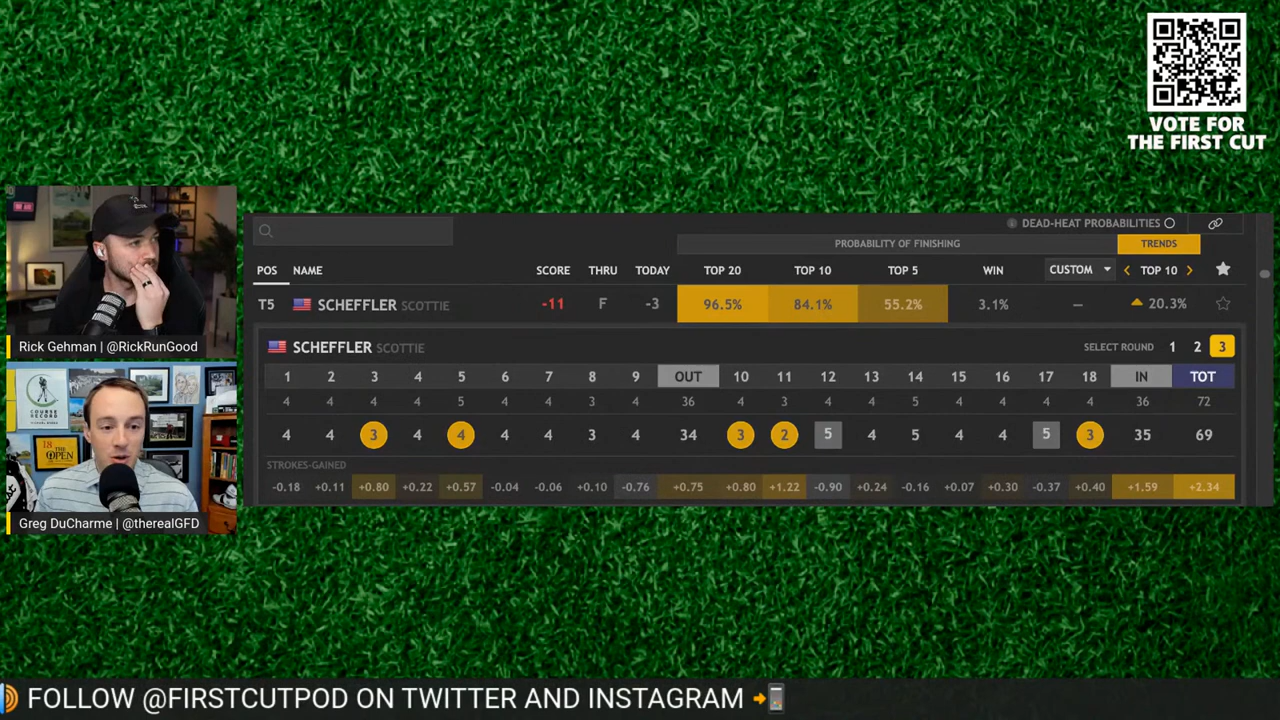 VOTE FOR
THE FIRST CUT
Rick Gehman | @RickRunGood
COURSE
RECORD
18
THE OPEN
Greg DuCharme | @therealGFD
DEAD-HEAT PROBABILITIES
PROBABILITY OF FINISHING TRENDS
POS NAME SCORE THRU TODAY TOP 20 TOP 10 TOP 5 WIN CUSTOM TOP 10
T5 SCHEFFLER SCOTTIE -11 F -3 96.5% 84.1% 55.2% 3.1% — 20.3%
SCHEFFLER SCOTTIE SELECT ROUND 1 2 3
1 2 3 4 5 6 7 8 9 OUT 10 11 12 13 14 15 16 17 18 IN TOT
4 4 4 4 5 4 4 3 4 36 4 3 4 4 5 4 4 4 4 36 72
4 4 3 4 4 4 4 3 4 34 3 2 5 4 5 4 4 5 3 35 69
STROKES-GAINED
-0.18 +0.11 +0.80 +0.22 +0.57 -0.04 -0.06 +0.10 -0.76 +0.75 +0.80 +1.22 -0.90 +0.24 -0.16 +0.07 +0.30 -0.37 +0.40 +1.59 +2.34
FOLLOW @FIRSTCUTPOD ON TWITTER AND INSTAGRAM